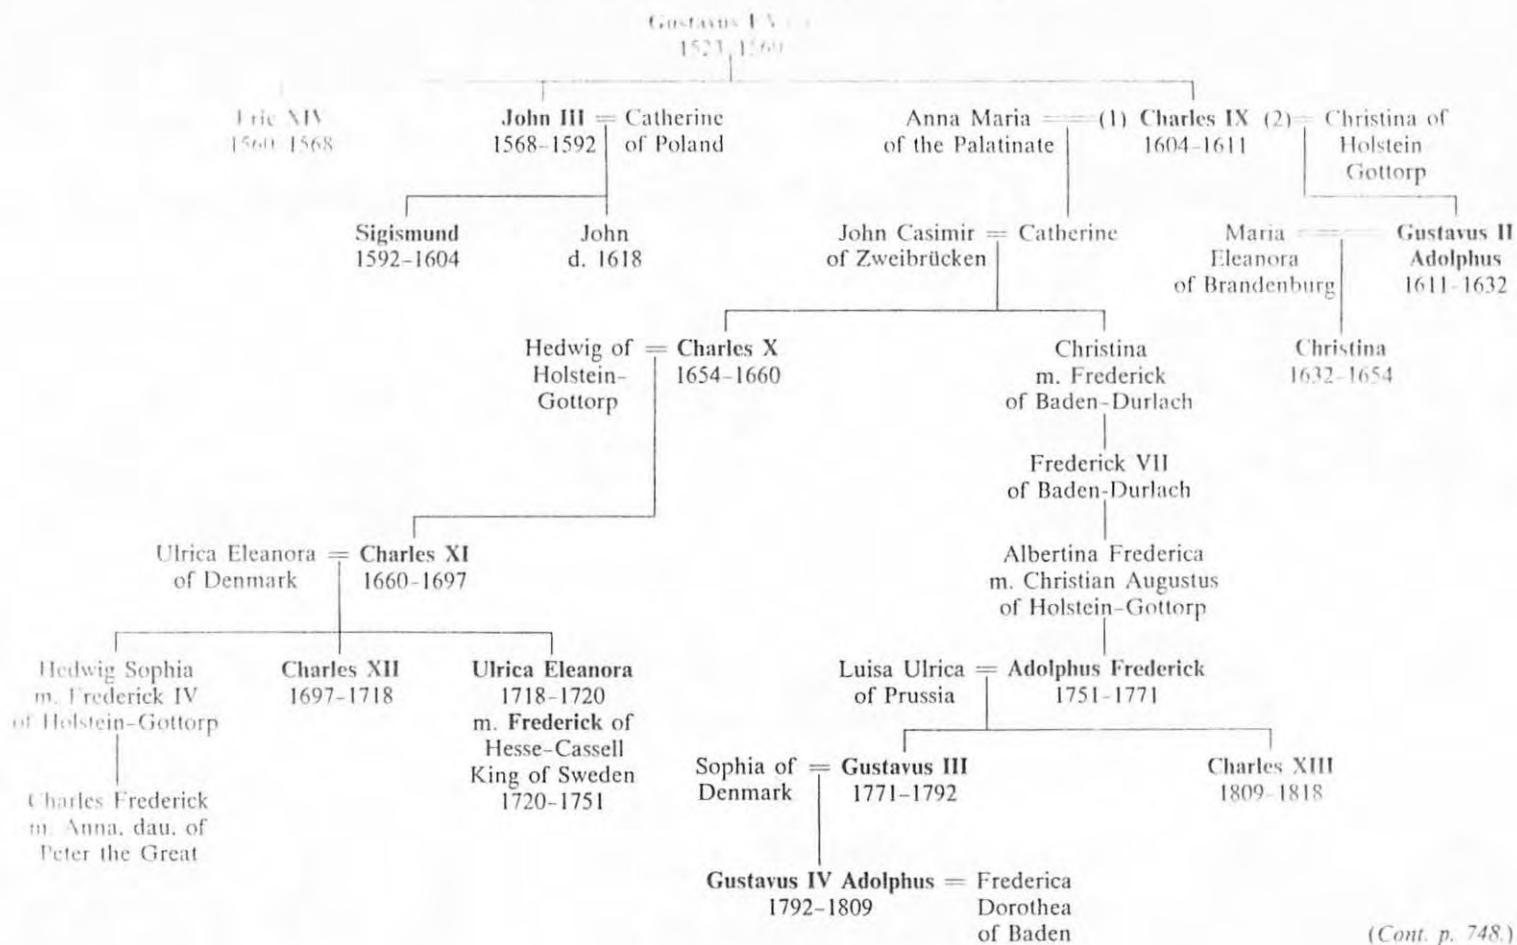 Gustavus I
1523 1560
Eric XIV
1560 1568
John III = Catherine
1568-1592 of Poland
Anna Maria = (1) Charles IX (2) = Christina of
of the Palatinate 1604-1611 Holstein
Gottorp
Sigismund
1592-1604
John
d. 1618
John Casimir = Catherine
of Zweibrücken
Maria = Gustavus II
Eleanora Adolphus
of Brandenburg 1611-1632
Hedwig of = Charles X
Holstein- 1654-1660
Gottorp
Christina
m. Frederick
of Baden-Durlach
Christina
1632-1654
Frederick VII
of Baden-Durlach
Ulrica Eleanora = Charles XI
of Denmark 1660-1697
Albertina Frederica
m. Christian Augustus
of Holstein-Gottorp
Hedwig Sophia
m. Frederick IV
of Holstein-Gottorp
Charles XII
1697-1718
Ulrica Eleanora
1718-1720
m. Frederick of
Hesse-Cassell
King of Sweden
1720-1751
Luisa Ulrica = Adolphus Frederick
of Prussia 1751-1771
Charles Frederick
m. Anna, dau. of
Peter the Great
Sophia of = Gustavus III
Denmark 1771-1792
Charles XIII
1809-1818
Gustavus IV Adolphus = Frederica
1792-1809 Dorothea
of Baden
(Cont. p. 748.)